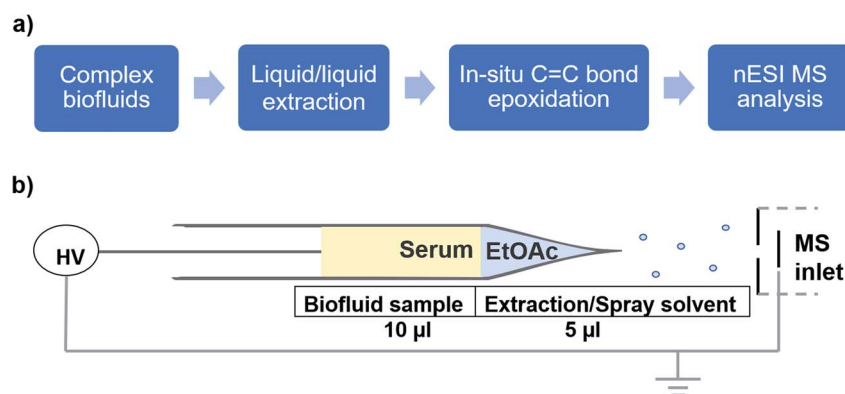 a)
Complex
biofluids
Liquid/liquid
extraction
In-situ C=C bond
epoxidation
nESI MS
analysis
b)
HV
Serum
EtOAc
MS
inlet
Biofluid sample
Extraction/Spray solvent
10 µl
5 µl